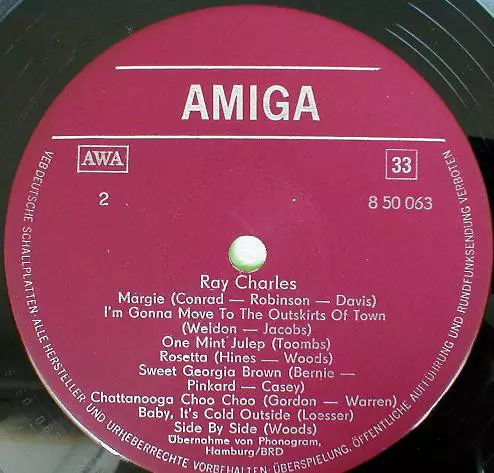 AMIGA
AWA
33
2
8 50 063
Ray Charles
Margie (Conrad — Robinson — Davis)
I'm Gonna Move To The Outskirts Of Town
(Weldon — Jacobs)
One Mint Julep (Toombs)
Rosetta (Hines — Woods)
Sweet Georgia Brown (Bernie —
Pinkard — Casey)
Chattanooga Choo Choo (Gordon — Warren)
Baby, It's Cold Outside (Loesser)
Side By Side (Woods)
Übernahme von Phonogram,
Hamburg/BRD
VEB DEUTSCHE SCHALLPLATTEN · ALLE HERSTELLER UND URHEBERRECHTE VORBEHALTEN · ÜBERSPIELUNG, ÖFFENTLICHE AUFFÜHRUNG UND RUNDFUNKSENDUNG VERBOTEN